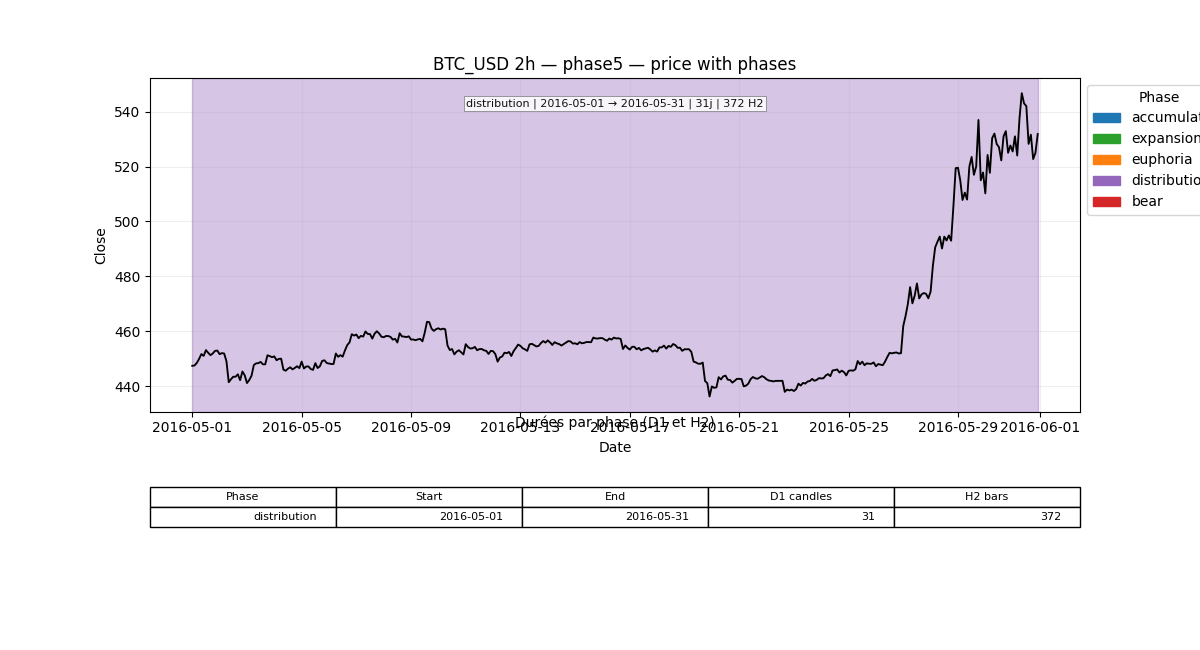 BTC_USD 2h — phase5 — price with phases
distribution | 2016-05-01 → 2016-05-31 | 31j | 372 H2
Phase
accumulat
expansion
euphoria
distributio
bear
Close
540
520
500
480
460
440
Durées par phase (D1 et H2)
2016-05-01 2016-05-05 2016-05-09 2016-05-13 2016-05-17 2016-05-21 2016-05-25 2016-05-29 2016-06-01
Date
Phase Start End D1 candles H2 bars
distribution 2016-05-01 2016-05-31 31 372